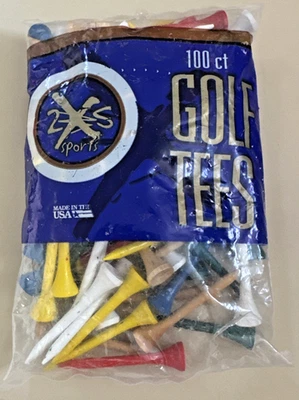 100 ct
GOLF
TEES
2XS
sports
MADE IN THE
USA